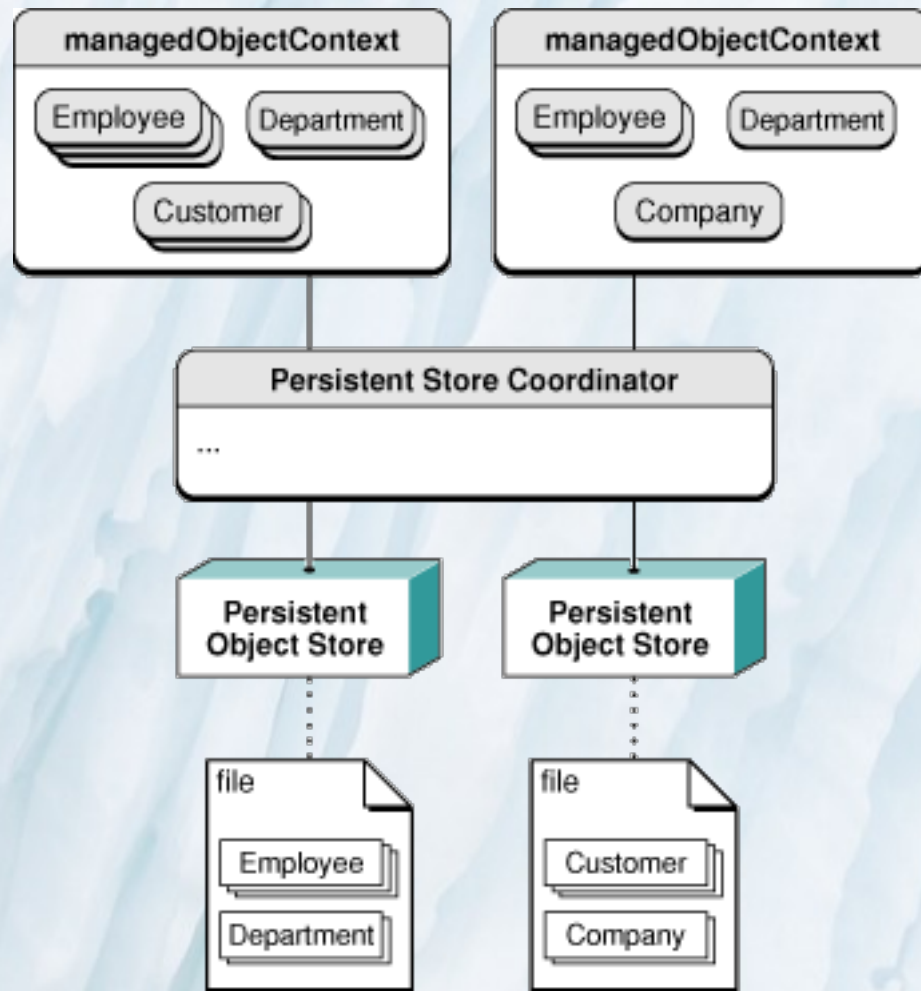 managedObjectContext
Employee
Department
Customer
managedObjectContext
Employee
Department
Company
Persistent Store Coordinator
...
Persistent
Object Store
Persistent
Object Store
file
Employee
Department
file
Customer
Company